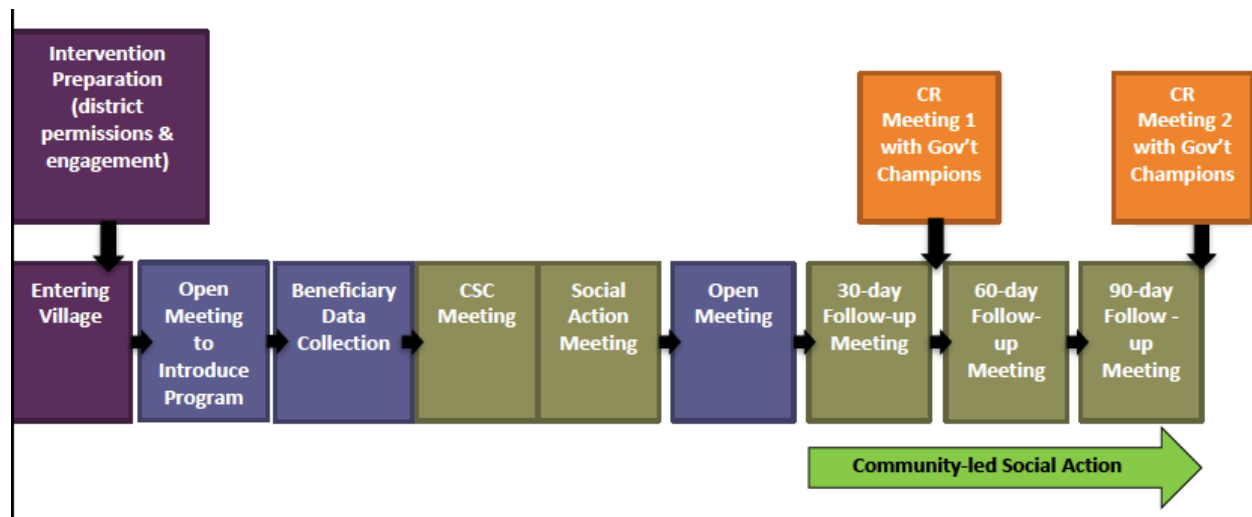 Intervention
Preparation
(district
permissions &
engagement)
CR
Meeting 1
with Gov't
Champions
CR
Meeting 2
with Gov't
Champions
Entering
Village
Open
Meeting
to
Introduce
Program
Beneficiary
Data
Collection
CSC
Meeting
Social
Action
Meeting
Open
Meeting
30-day
Follow-up
Meeting
60-day
Follow-
up
Meeting
90-day
Follow -
up
Meeting
Community-led Social Action